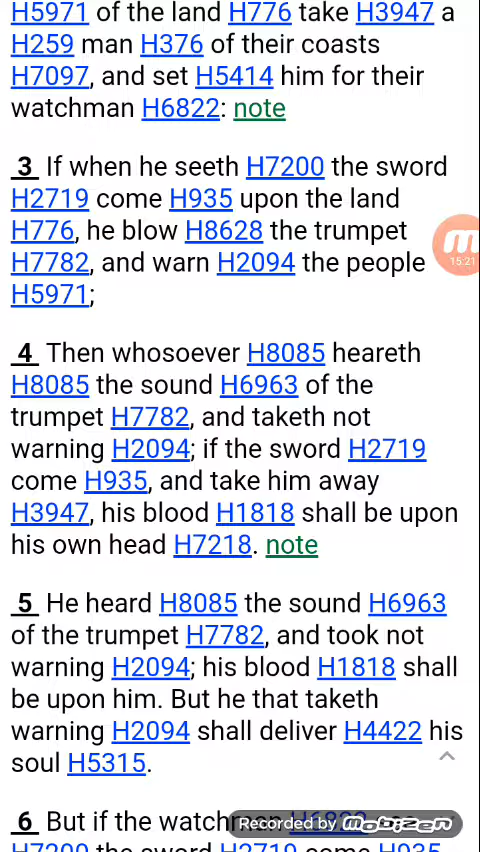 H5971 of the land H776 take H3947 a
H259 man H376 of their coasts
H7097, and set H5414 him for their
watchman H6822: note
3 If when he seeth H7200 the sword
H2719 come H935 upon the land
H776, he blow H8628 the trumpet
H7782, and warn H2094 the people
H5971;
15:21
4 Then whosoever H8085 heareth
H8085 the sound H6963 of the
trumpet H7782, and taketh not
warning H2094; if the sword H2719
come H935, and take him away
H3947, his blood H1818 shall be upon
his own head H7218. note
5 He heard H8085 the sound H6963
of the trumpet H7782, and took not
warning H2094; his blood H1818 shall
be upon him. But he that taketh
warning H2094 shall deliver H4422 his
soul H5315.
6 But if the watch
Recorded by mobizen
H7200 the sword H2719 come H935